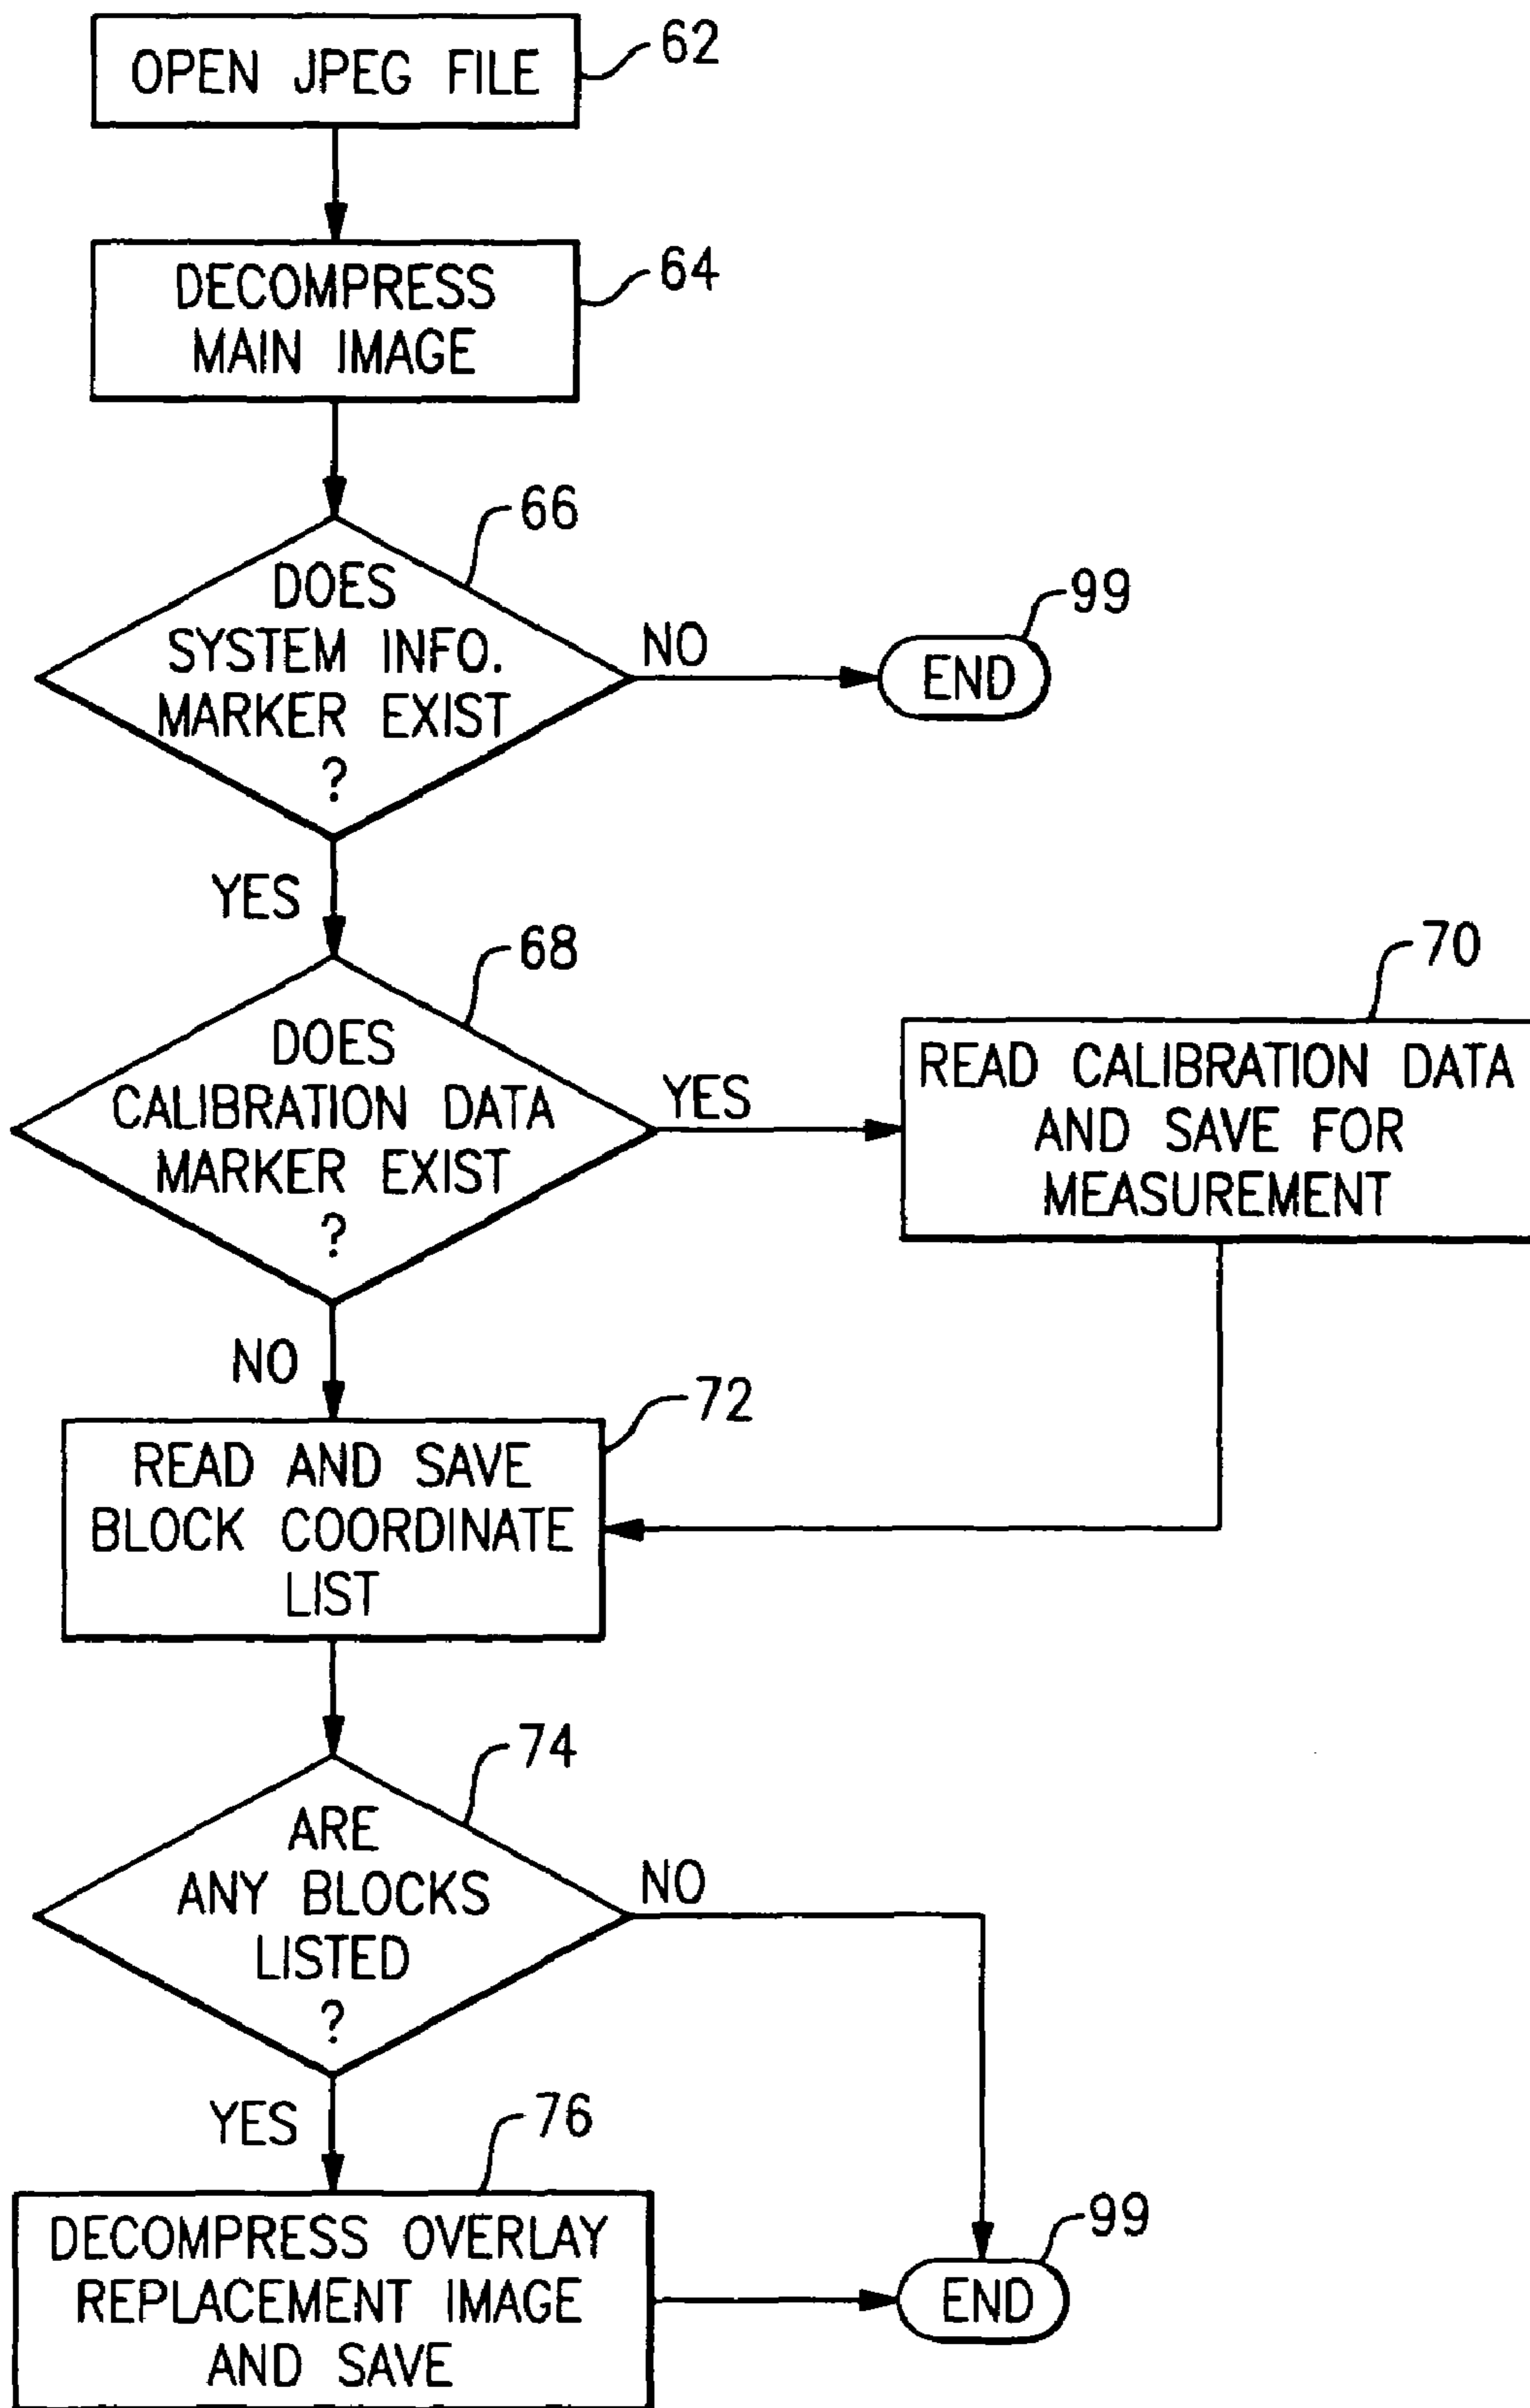 OPEN JPEG FILE
62
DECOMPRESS
MAIN IMAGE
64
66
DOES
SYSTEM INFO.
MARKER EXIST
?
NO
99
END
YES
68
DOES
CALIBRATION DATA
MARKER EXIST
?
YES
70
READ CALIBRATION DATA
AND SAVE FOR
MEASUREMENT
NO
72
READ AND SAVE
BLOCK COORDINATE
LIST
74
ARE
ANY BLOCKS
LISTED
?
NO
YES
76
DECOMPRESS OVERLAY
REPLACEMENT IMAGE
AND SAVE
99
END